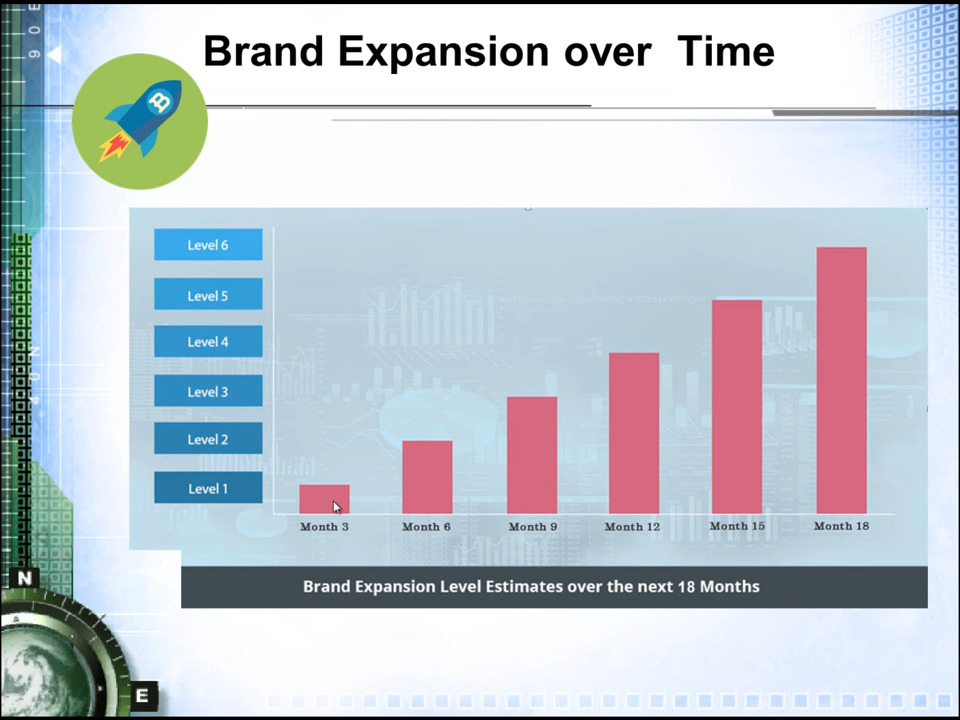 Brand Expansion over Time
B
Level 6
Level 5
Level 4
Level 3
Level 2
Level 1
Month 3 Month 6 Month 9 Month 12 Month 15 Month 18
Brand Expansion Level Estimates over the next 18 Months
N
E